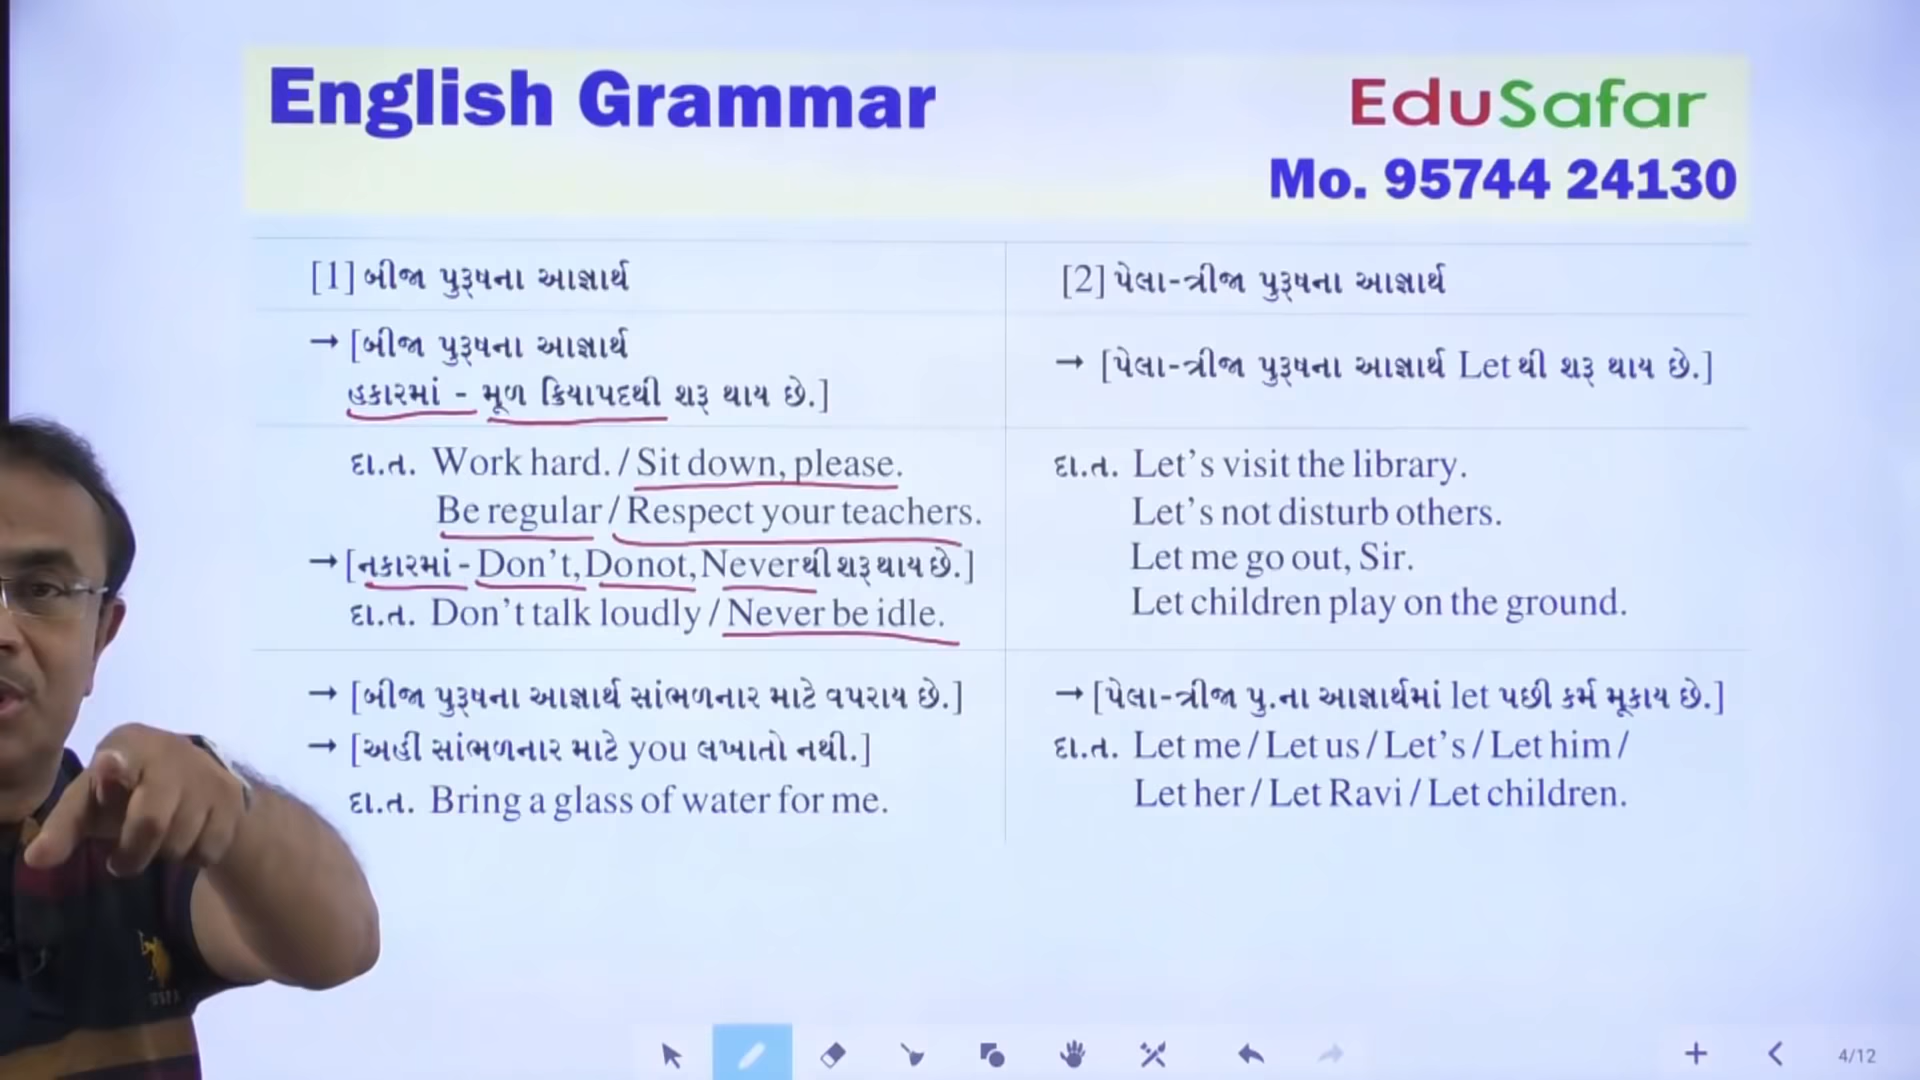 English Grammar
EduSafar
Mo. 95744 24130
[1] બીજા પુરૂષના આજ્ઞાર્થ
→ [બીજા પુરૂષના આજ્ઞાર્થ
હકારમાં - મૂળ ક્રિયાપદથી શરૂ થાય છે.]
દા.ત. Work hard. / Sit down, please.
Be regular / Respect your teachers.
→ [નકારમાં - Don't, Do not, Never થી શરૂ થાય છે.]
દા.ત. Don't talk loudly / Never be idle.
→ [બીજા પુરૂષના આજ્ઞાર્થ સાંભળનાર માટે વપરાય છે.]
→ [અહી સાંભળનાર માટે you લખાતો નથી.]
દા.ત. Bring a glass of water for me.
[2] પેલા-ત્રીજા પુરૂષના આજ્ઞાર્થ
→ [પેલા-ત્રીજા પુરૂષના આજ્ઞાર્થ Let થી શરૂ થાય છે.]
દા.ત. Let's visit the library.
Let's not disturb others.
Let me go out, Sir.
Let children play on the ground.
→ [પેલા-ત્રીજા પુ.ના આજ્ઞાર્થમાં let પછી કર્મ મૂકાય છે.]
દા.ત. Let me / Let us / Let's / Let him /
Let her / Let Ravi / Let children.
4/12